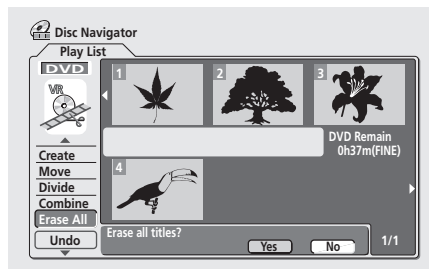 Disc Navigator
Play List
DVD
VR
1
2
3
DVD Remain
0h37m(FINE)
4
Create
Move
Divide
Combine
Erase All
Undo
Erase all titles?
Yes
No
1/1